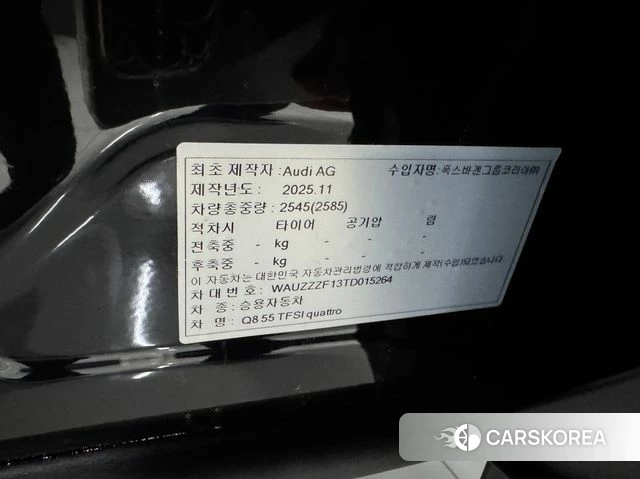 최초 제작자 : Audi AG 수입자명 : 폭스바겐그룹코리아㈜
제작년도 : 2025.11
차량총중량 : 2545(2585)
적차시 타이어 공기압 림
전축중 - kg - - -
후축중 - kg - - -
이 자동차는 대한민국 자동차관리법령에 적합하게 제작(수입)되었습니다.
차 대 번 호 : WAUZZZF13TD015264
차 종 : 승용자동차
차 명 : Q8 55 TFSI quattro
CARSKOREA